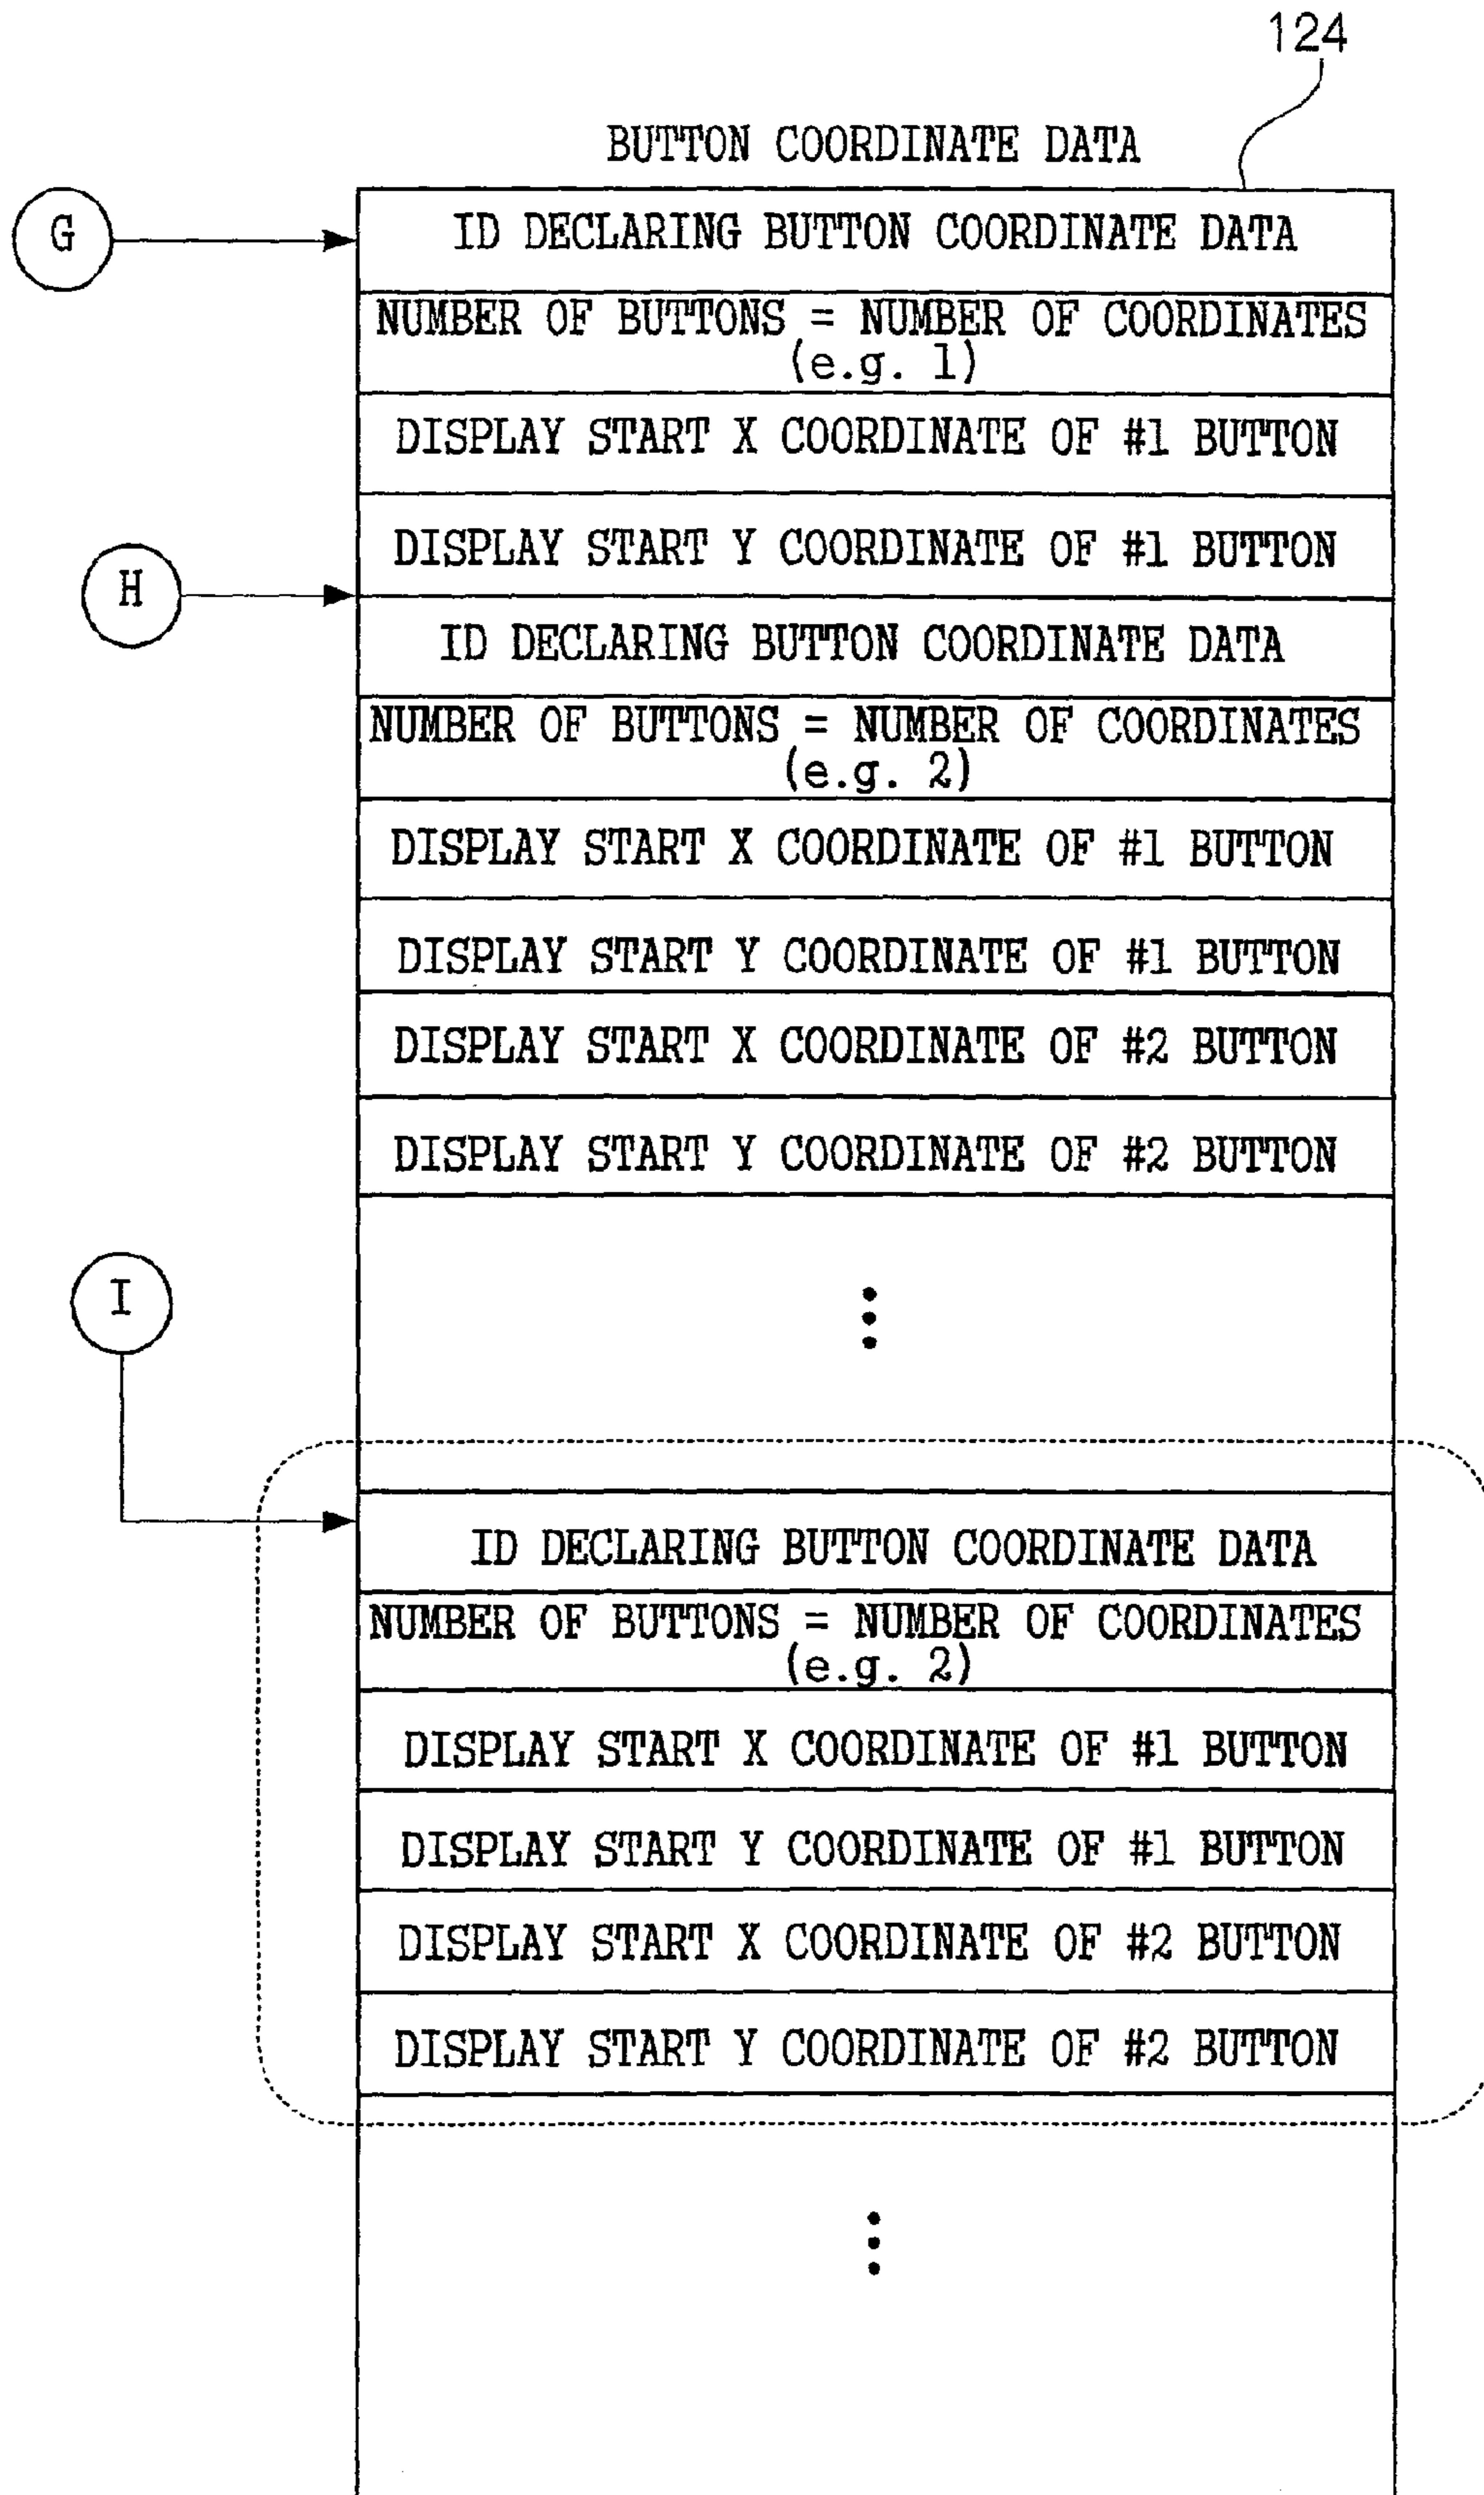 124
BUTTON COORDINATE DATA
G
ID DECLARING BUTTON COORDINATE DATA
NUMBER OF BUTTONS = NUMBER OF COORDINATES
(e.g. 1)
DISPLAY START X COORDINATE OF #1 BUTTON
DISPLAY START Y COORDINATE OF #1 BUTTON
H
ID DECLARING BUTTON COORDINATE DATA
NUMBER OF BUTTONS = NUMBER OF COORDINATES
(e.g. 2)
DISPLAY START X COORDINATE OF #1 BUTTON
DISPLAY START Y COORDINATE OF #1 BUTTON
DISPLAY START X COORDINATE OF #2 BUTTON
DISPLAY START Y COORDINATE OF #2 BUTTON
I
ID DECLARING BUTTON COORDINATE DATA
NUMBER OF BUTTONS = NUMBER OF COORDINATES
(e.g. 2)
DISPLAY START X COORDINATE OF #1 BUTTON
DISPLAY START Y COORDINATE OF #1 BUTTON
DISPLAY START X COORDINATE OF #2 BUTTON
DISPLAY START Y COORDINATE OF #2 BUTTON